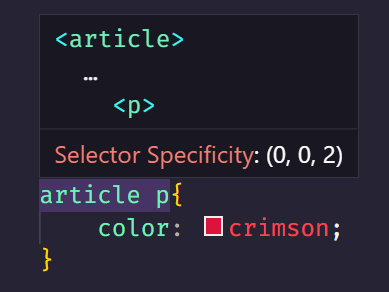 <article>
…
<p>
Selector Specificity: (0, 0, 2)
article p{
color: crimson;
}